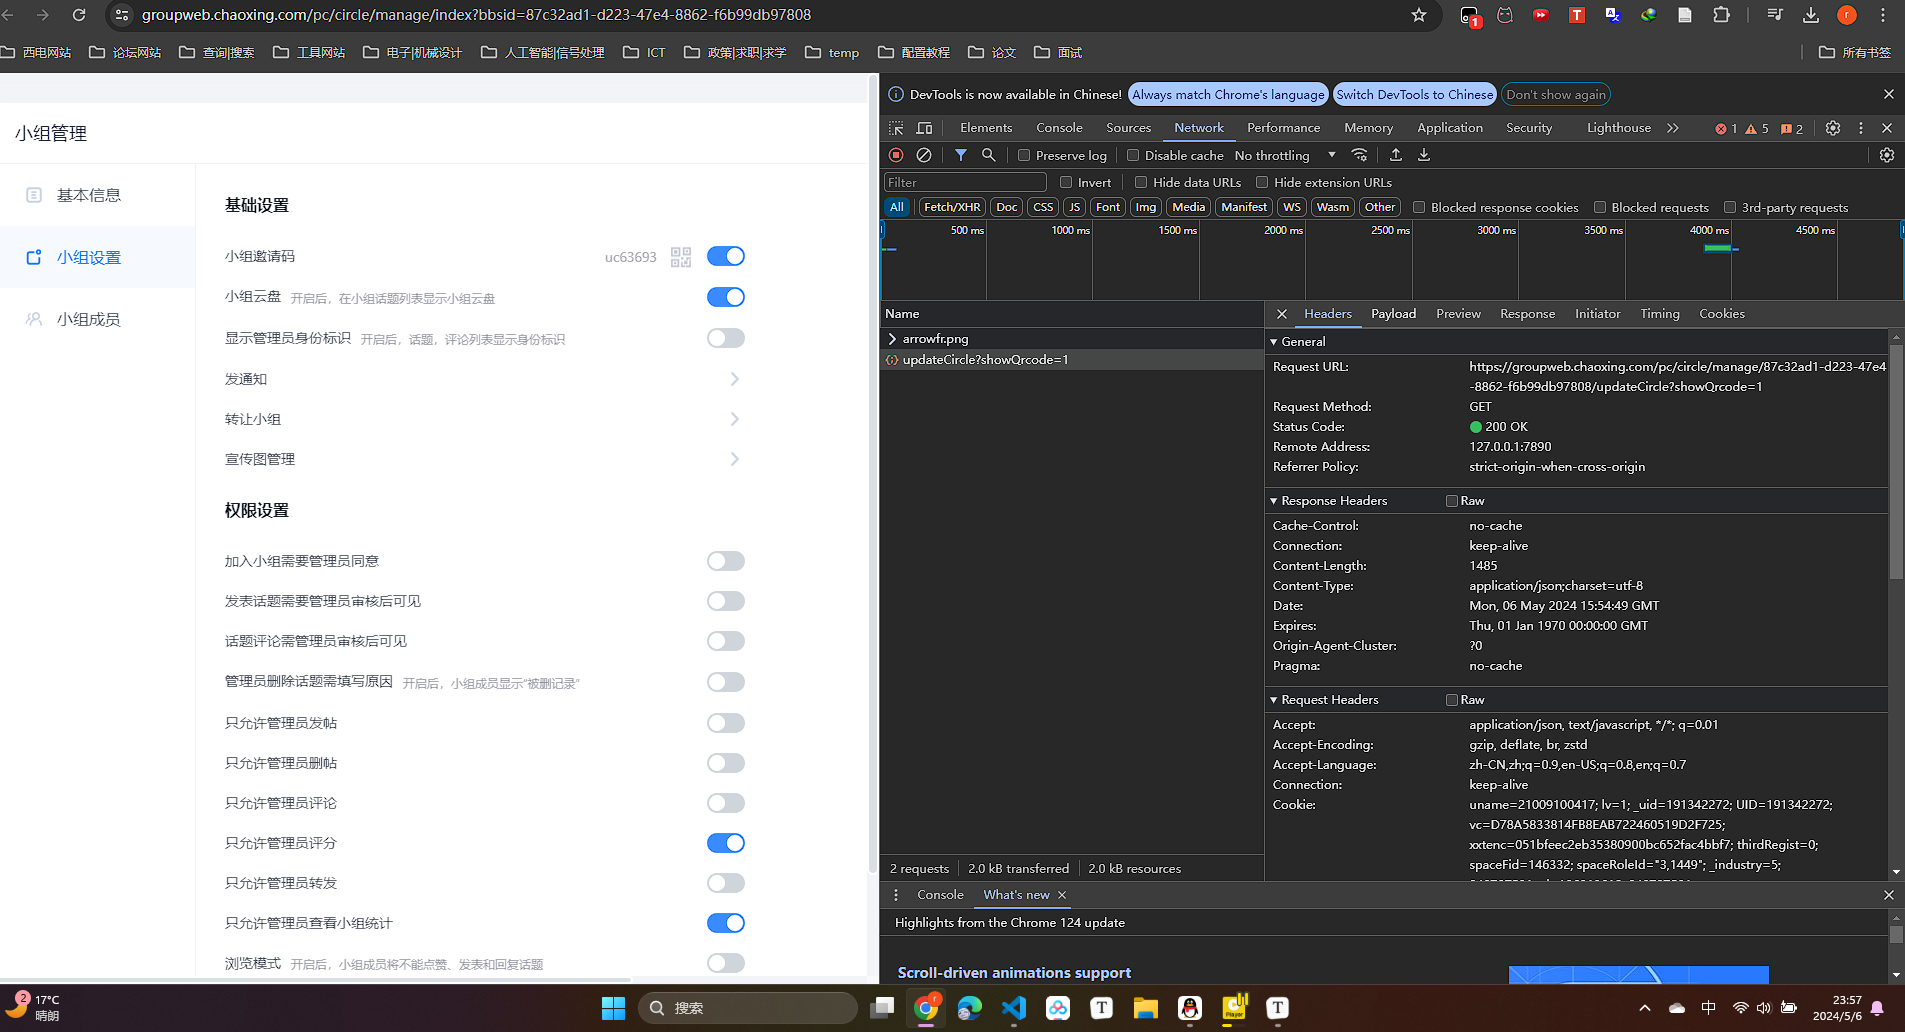 groupweb.chaoxing.com/pc/circle/manage/index?bbsid=87c32ad1-d223-47e4-8862-f6b99db97808
1
T
r
西电网站
论坛网站
查询|搜索
工具网站
电子|机械设计
人工智能|信号处理
ICT
政策|求职|求学
temp
配置教程
论文
面试
所有书签
小组管理
基本信息
小组设置
小组成员
基础设置
小组邀请码
uc63693
小组云盘 开启后，在小组话题列表显示小组云盘
显示管理员身份标识 开启后，话题，评论列表显示身份标识
发通知
转让小组
宣传图管理
权限设置
加入小组需要管理员同意
发表话题需要管理员审核后可见
话题评论需管理员审核后可见
管理员删除话题需填写原因 开启后，小组成员显示“被删记录”
只允许管理员发帖
只允许管理员删帖
只允许管理员评论
只允许管理员评分
只允许管理员转发
只允许管理员查看小组统计
浏览模式 开启后，小组成员将不能点赞、发表和回复话题
DevTools is now available in Chinese! Always match Chrome's language Switch DevTools to Chinese Don't show again
Elements Console Sources Network Performance Memory Application Security Lighthouse 1 5 2
Preserve log Disable cache No throttling
Filter Invert Hide data URLs Hide extension URLs
All Fetch/XHR Doc CSS JS Font Img Media Manifest WS Wasm Other Blocked response cookies Blocked requests 3rd-party requests
500 ms 1000 ms 1500 ms 2000 ms 2500 ms 3000 ms 3500 ms 4000 ms 4500 ms
Name
arrowfr.png
updateCircle?showQrcode=1
2 requests 2.0 kB transferred 2.0 kB resources
Headers Payload Preview Response Initiator Timing Cookies
General
Request URL: https://groupweb.chaoxing.com/pc/circle/manage/87c32ad1-d223-47e4
-8862-f6b99db97808/updateCircle?showQrcode=1
Request Method: GET
Status Code: 200 OK
Remote Address: 127.0.0.1:7890
Referrer Policy: strict-origin-when-cross-origin
Response Headers Raw
Cache-Control: no-cache
Connection: keep-alive
Content-Length: 1485
Content-Type: application/json;charset=utf-8
Date: Mon, 06 May 2024 15:54:49 GMT
Expires: Thu, 01 Jan 1970 00:00:00 GMT
Origin-Agent-Cluster: ?0
Pragma: no-cache
Request Headers Raw
Accept: application/json, text/javascript, */*; q=0.01
Accept-Encoding: gzip, deflate, br, zstd
Accept-Language: zh-CN,zh;q=0.9,en-US;q=0.8,en;q=0.7
Connection: keep-alive
Cookie: uname=21009100417; lv=1; _uid=191342272; UID=191342272;
vc=D78A5833814FB8EAB722460519D2F725;
xxtenc=051bfeec2eb35380900bc652fac4bbf7; thirdRegist=0;
spaceFid=146332; spaceRoleId="3,1449"; _industry=5;
Console What's new
Highlights from the Chrome 124 update
Scroll-driven animations support
2
17°C
晴朗
搜索
r
T
Player
T
中
23:57
2024/5/6